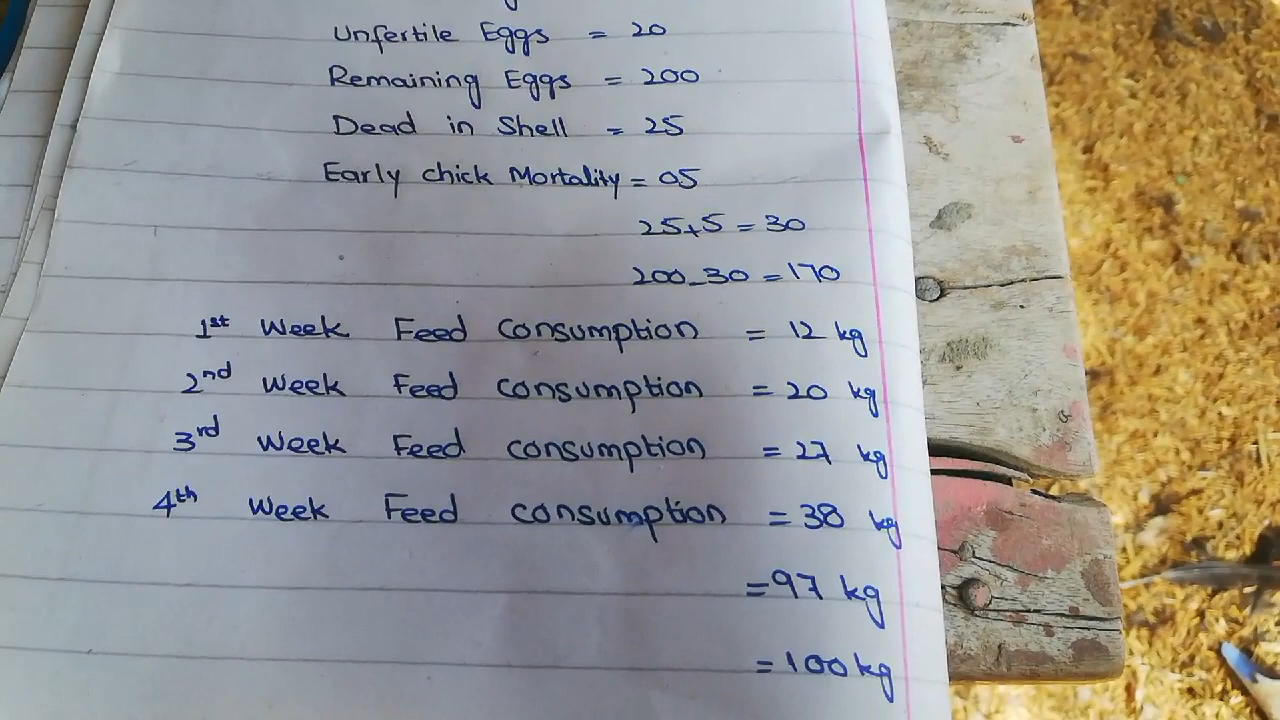 Unfertile Eggs = 20
Remaining Eggs = 200
Dead in Shell = 25
Early chick Mortality = 05
25+5 = 30
200-30 = 170
1st Week Feed Consumption = 12 kg
2nd Week Feed Consumption = 20 kg
3rd Week Feed consumption = 27 kg
4th Week Feed consumption = 38 kg
= 97 kg
= 100 kg